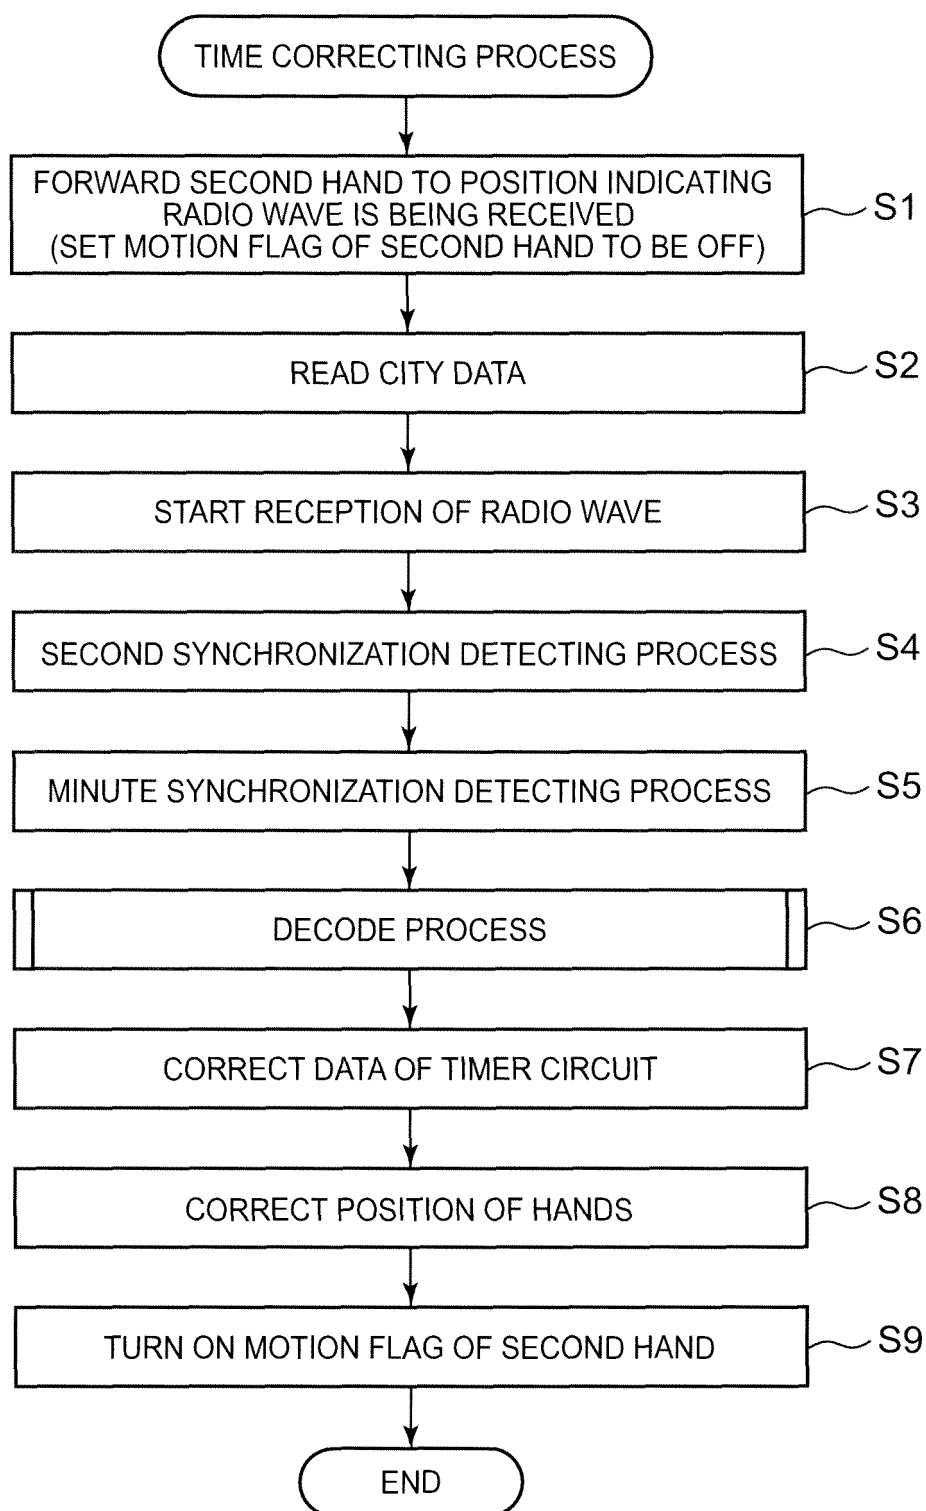 TIME CORRECTING PROCESS
FORWARD SECOND HAND TO POSITION INDICATING
RADIO WAVE IS BEING RECEIVED
(SET MOTION FLAG OF SECOND HAND TO BE OFF)
S1
READ CITY DATA
S2
START RECEPTION OF RADIO WAVE
S3
SECOND SYNCHRONIZATION DETECTING PROCESS
S4
MINUTE SYNCHRONIZATION DETECTING PROCESS
S5
DECODE PROCESS
S6
CORRECT DATA OF TIMER CIRCUIT
S7
CORRECT POSITION OF HANDS
S8
TURN ON MOTION FLAG OF SECOND HAND
S9
END